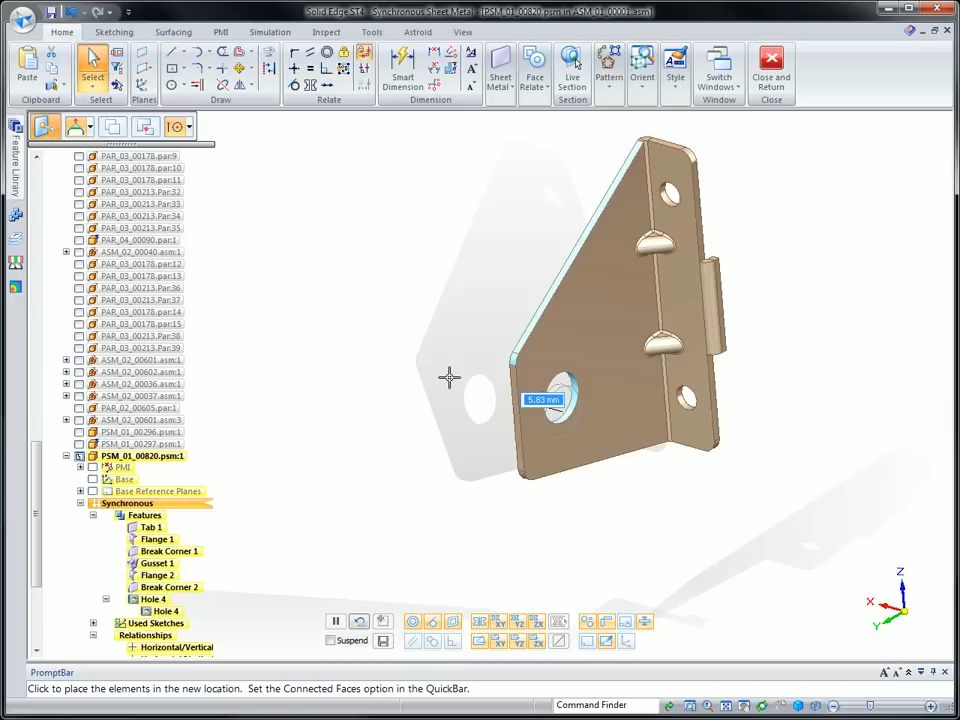 Solid Edge ST4 - Synchronous Sheet Metal - [PSM_01_00820.psm in ASM_01_00001.asm]
Home Sketching Surfacing PMI Simulation Inspect Tools Astroid View
Paste
Select
Smart Dimension
Sheet Metal
Face Relate
Live Section
Pattern
Orient
Style
Switch Windows
Close and Return
Clipboard Select Planes Draw Relate Dimension Section Window Close
Feature Library
PAR_03_00178.par:9
PAR_03_00178.par:10
PAR_03_00178.par:11
PAR_03_00213.Par:32
PAR_03_00213.Par:33
PAR_03_00213.Par:34
PAR_03_00213.Par:35
PAR_04_00090.par:1
ASM_02_00040.asm:1
PAR_03_00178.par:12
PAR_03_00178.par:13
PAR_03_00213.Par:36
PAR_03_00213.Par:37
PAR_03_00178.par:14
PAR_03_00178.par:15
PAR_03_00213.Par:38
PAR_03_00213.Par:39
ASM_02_00601.asm:1
ASM_02_00602.asm:1
ASM_02_00036.asm:1
ASM_02_00037.asm:1
PAR_02_00605.par:1
ASM_02_00601.asm:3
PSM_01_00296.psm:1
PSM_01_00297.psm:1
PSM_01_00820.psm:1
PMI
Base
Base Reference Planes
Synchronous
Features
Tab 1
Flange 1
Break Corner 1
Gusset 1
Flange 2
Break Corner 2
Hole 4
Hole 4
Used Sketches
Relationships
Horizontal/Vertical
5.83 mm
Z
X
Y
XY YZ ZX
Suspend
XY YZ ZX
PromptBar
Click to place the elements in the new location. Set the Connected Faces option in the QuickBar.
Command Finder